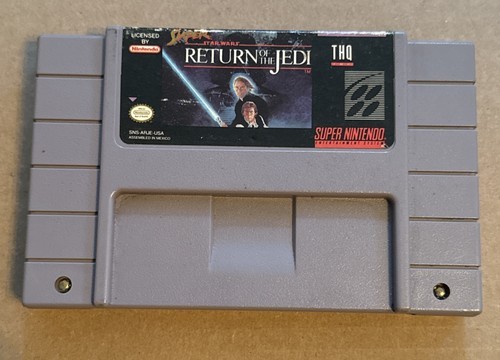 LICENSED
BY
Nintendo
SUPER
STAR WARS
RETURN OF THE JEDI
TM
THQ
SNS-ARJE-USA
ASSEMBLED IN MEXICO
SUPER NINTENDO
ENTERTAINMENT SYSTEM